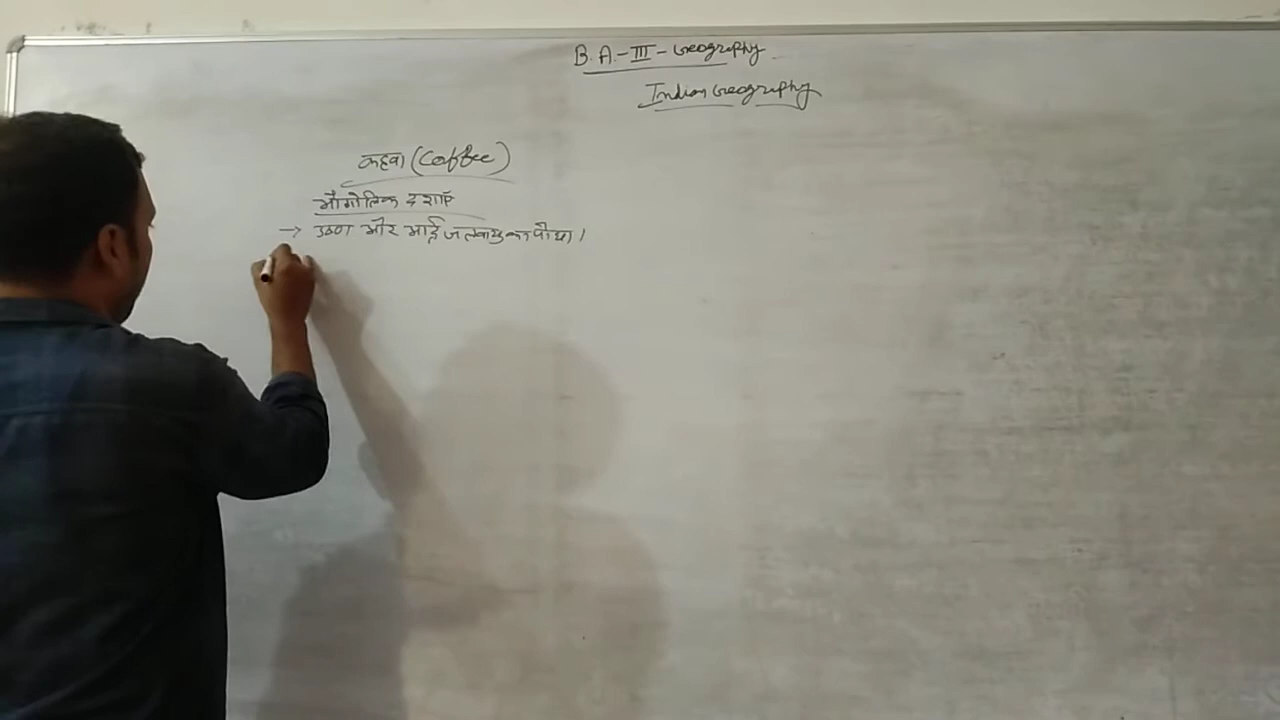 B.A.-III-Geography
Indian Geography
कहवा (Coffee)
भौगोलिक दशाएँ
→ उष्ण और आर्द्र जलवायु का पौधा।